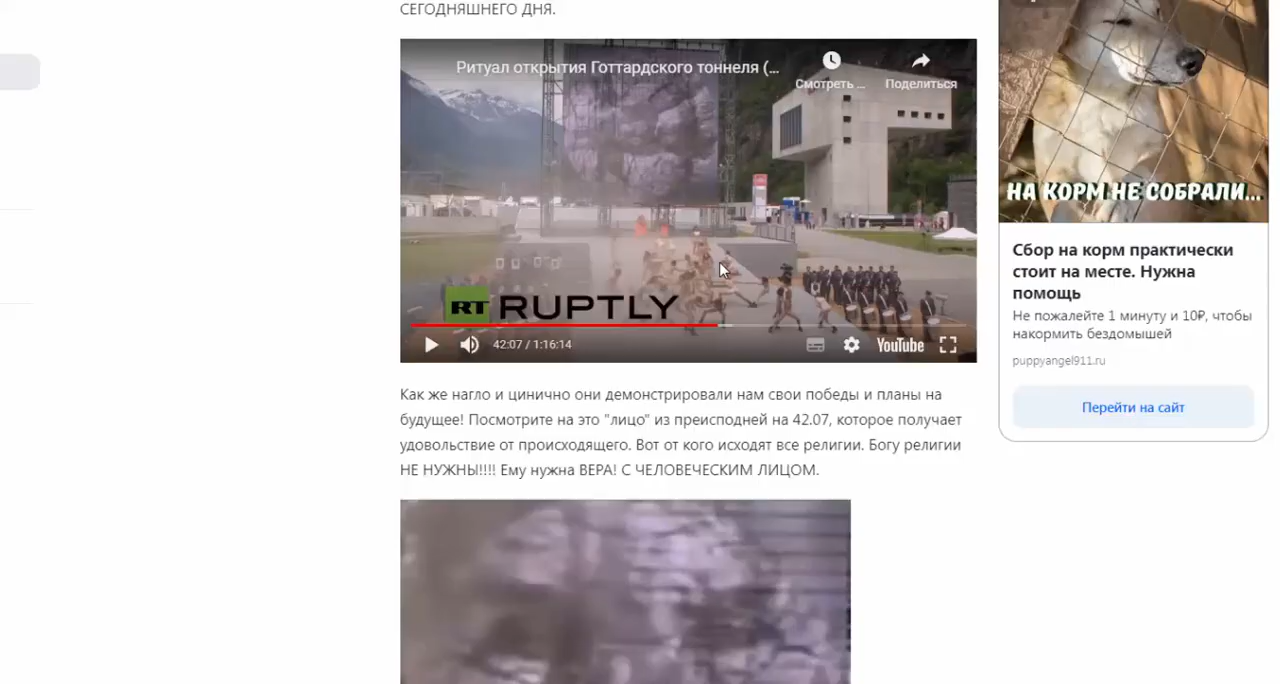 СЕГОДНЯШНЕГО ДНЯ.
Ритуал открытия Готтардского тоннеля (...
Смотреть ...
Поделиться
RT RUPTLY
42:07 / 1:16:14
YouTube
Как же нагло и цинично они демонстрировали нам свои победы и планы на
будущее! Посмотрите на это "лицо" из преисподней на 42.07, которое получает
удовольствие от происходящего. Вот от кого исходят все религии. Богу религии
НЕ НУЖНЫ!!!! Ему нужна ВЕРА! С ЧЕЛОВЕЧЕСКИМ ЛИЦОМ.
НА КОРМ НЕ СОБРАЛИ...
Сбор на корм практически
стоит на месте. Нужна
помощь
Не пожалейте 1 минуту и 10₽, чтобы
накормить бездомышей
puppyangel911.ru
Перейти на сайт